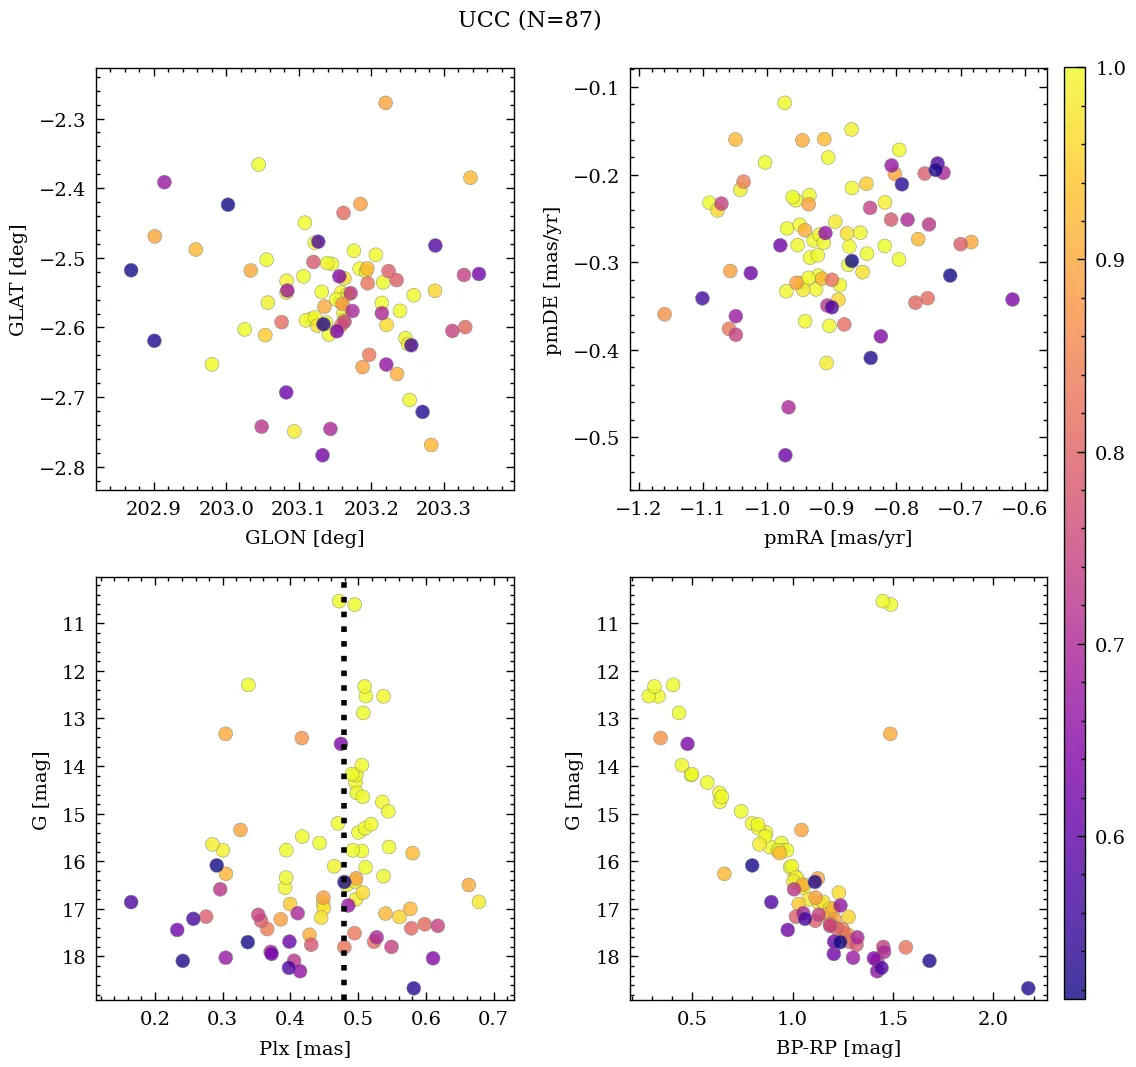 UCC (N=87)
−2.3
−2.4
−2.5
−2.6
−2.7
−2.8
GLAT [deg]
202.9 203.0 203.1 203.2 203.3
GLON [deg]
−0.1
−0.2
−0.3
−0.4
−0.5
pmDE [mas/yr]
−1.2 −1.1 −1.0 −0.9 −0.8 −0.7 −0.6
pmRA [mas/yr]
1.0
0.9
0.8
0.7
0.6
11
12
13
14
15
16
17
18
G [mag]
0.2 0.3 0.4 0.5 0.6 0.7
Plx [mas]
11
12
13
14
15
16
17
18
G [mag]
0.5 1.0 1.5 2.0
BP-RP [mag]